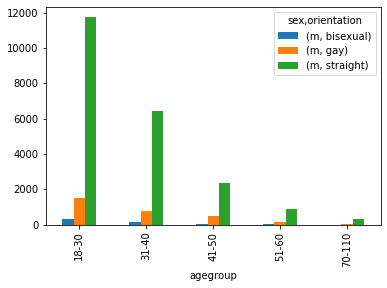 sex,orientation
(m, bisexual)
(m, gay)
(m, straight)
12000
10000
8000
6000
4000
2000
0
18-30
31-40
41-50
51-60
70-110
agegroup